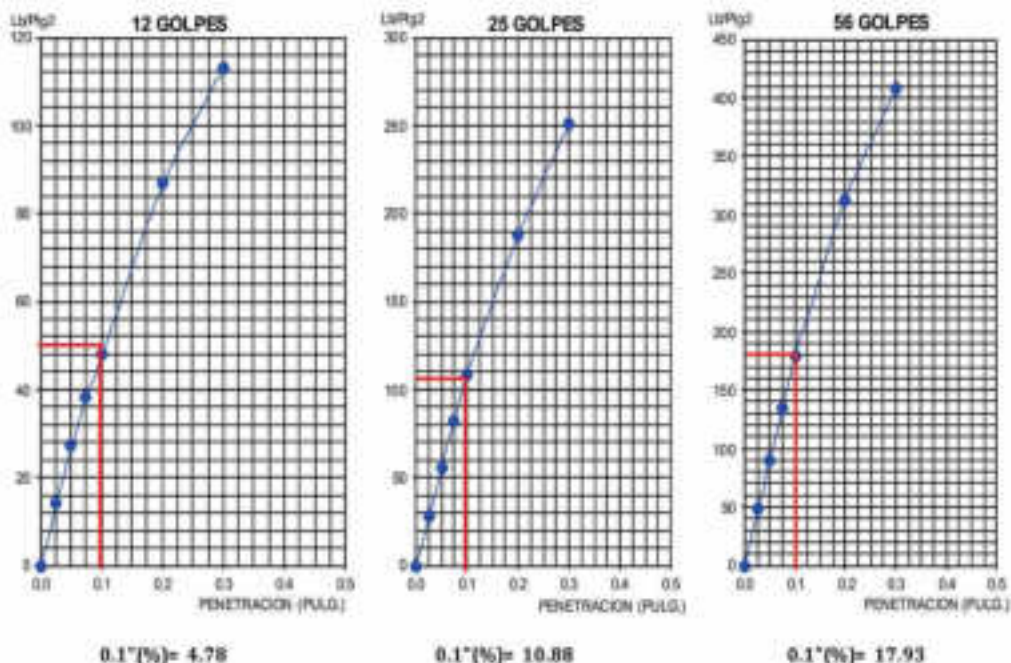 Lb/Plg2
12 GOLPES
120
100
80
60
40
20
0
0.0 0.1 0.2 0.3 0.4 0.5
PENETRACION (PULG.)
0.1"(%)= 4.78
Lb/Plg2
25 GOLPES
300
250
200
150
100
50
0
0.0 0.1 0.2 0.3 0.4 0.5
PENETRACION (PULG.)
0.1"(%)= 10.88
Lb/Plg2
56 GOLPES
450
400
350
300
250
200
150
100
50
0
0.0 0.1 0.2 0.3 0.4 0.5
PENETRACION (PULG.)
0.1"(%)= 17.93